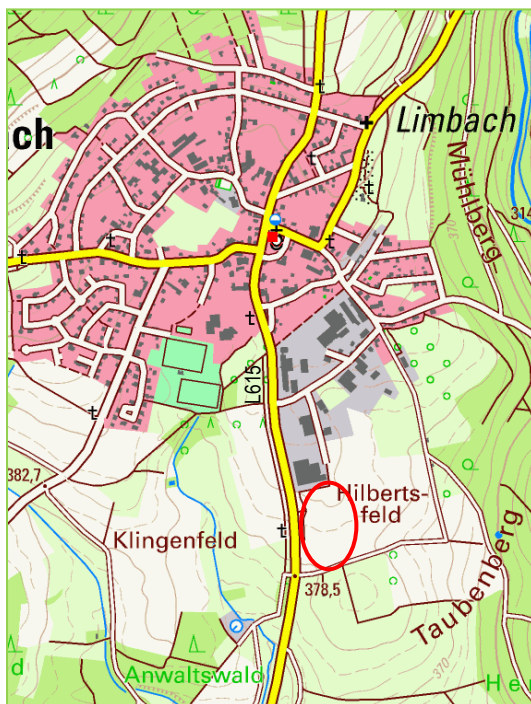 ch
Limbach
Mühlberg
314
370
L615
382,7
Hilberts-
feld
Klingenfeld
Taubenberg
378,5
370
Anwaltswald
d
He